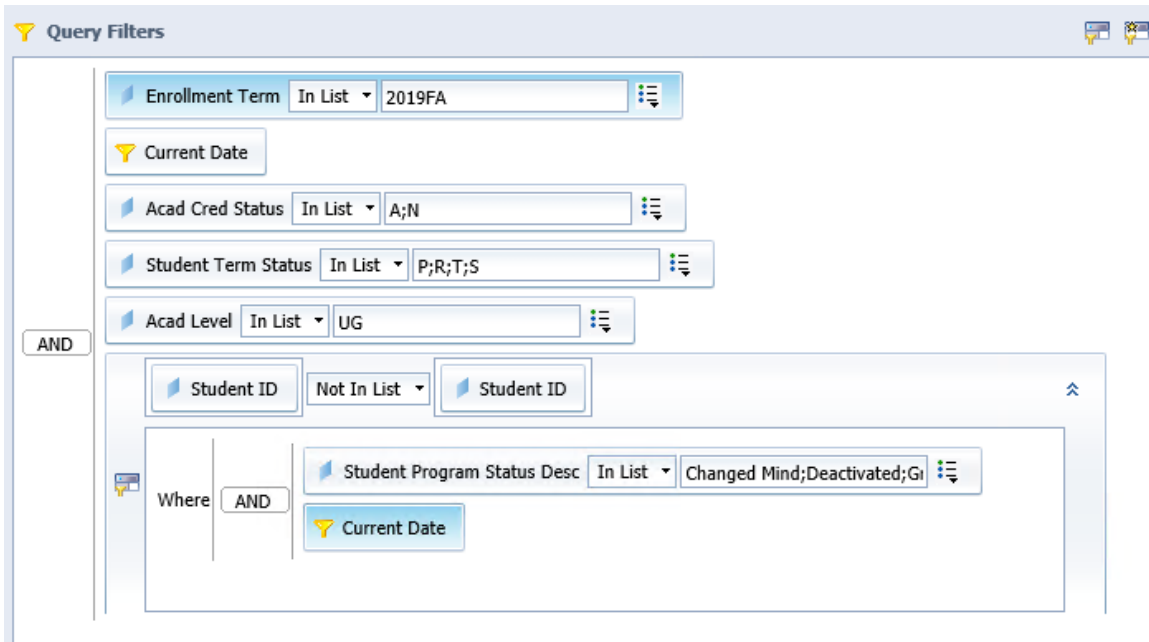 Query Filters
Enrollment Term In List 2019FA
Current Date
Acad Cred Status In List A;N
Student Term Status In List P;R;T;S
Acad Level In List UG
AND
Student ID Not In List Student ID
Student Program Status Desc In List Changed Mind;Deactivated;
Where AND
Current Date